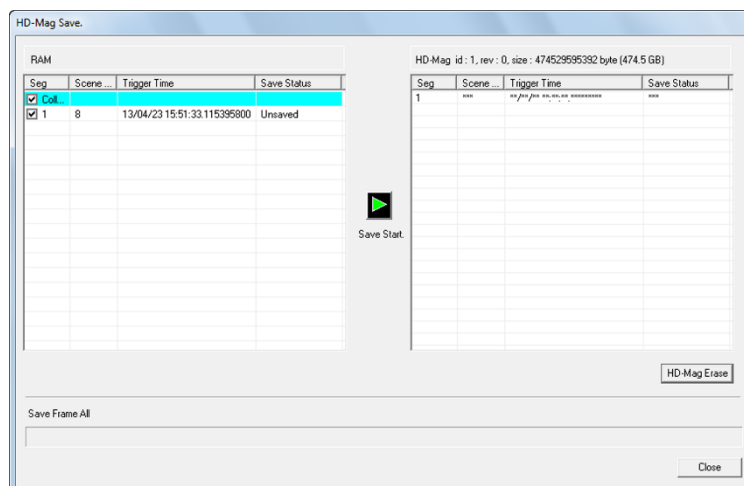 HD-Mag Save.
RAM
Seg Scene ... Trigger Time Save Status
Coll...
1 8 13/04/23 15:51:33.115395800 Unsaved
Save Start.
HD-Mag id : 1, rev : 0, size : 474529595392 byte (474.5 GB)
Seg Scene ... Trigger Time Save Status
1 *** **/**/** **:**:**.********* ***
HD-Mag Erase
Save Frame All
Close